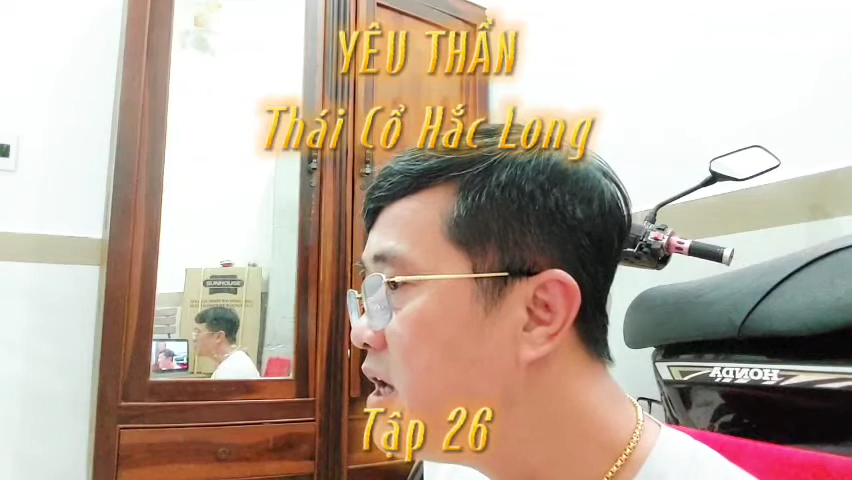 YÊU THẦN
Thái Cổ Hắc Long
SUNHOUSE
HONDA
Tập 26